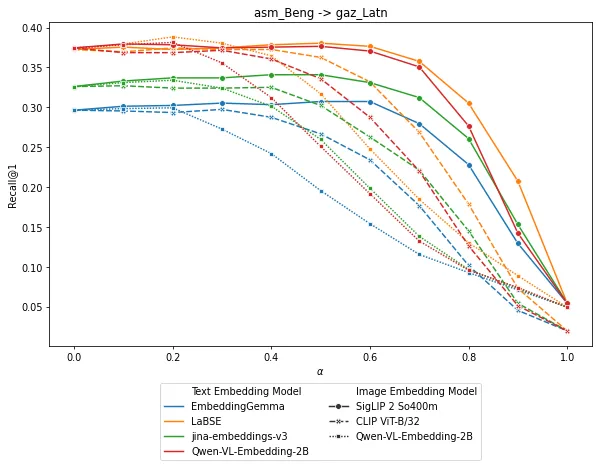 asm_Beng -> gaz_Latn
0.40
0.35
0.30
0.25
0.20
0.15
0.10
0.05
Recall@1
0.0 0.2 0.4 0.6 0.8 1.0
α
Text Embedding Model
EmbeddingGemma
LaBSE
jina-embeddings-v3
Qwen-VL-Embedding-2B
Image Embedding Model
SigLIP 2 So400m
CLIP ViT-B/32
Qwen-VL-Embedding-2B